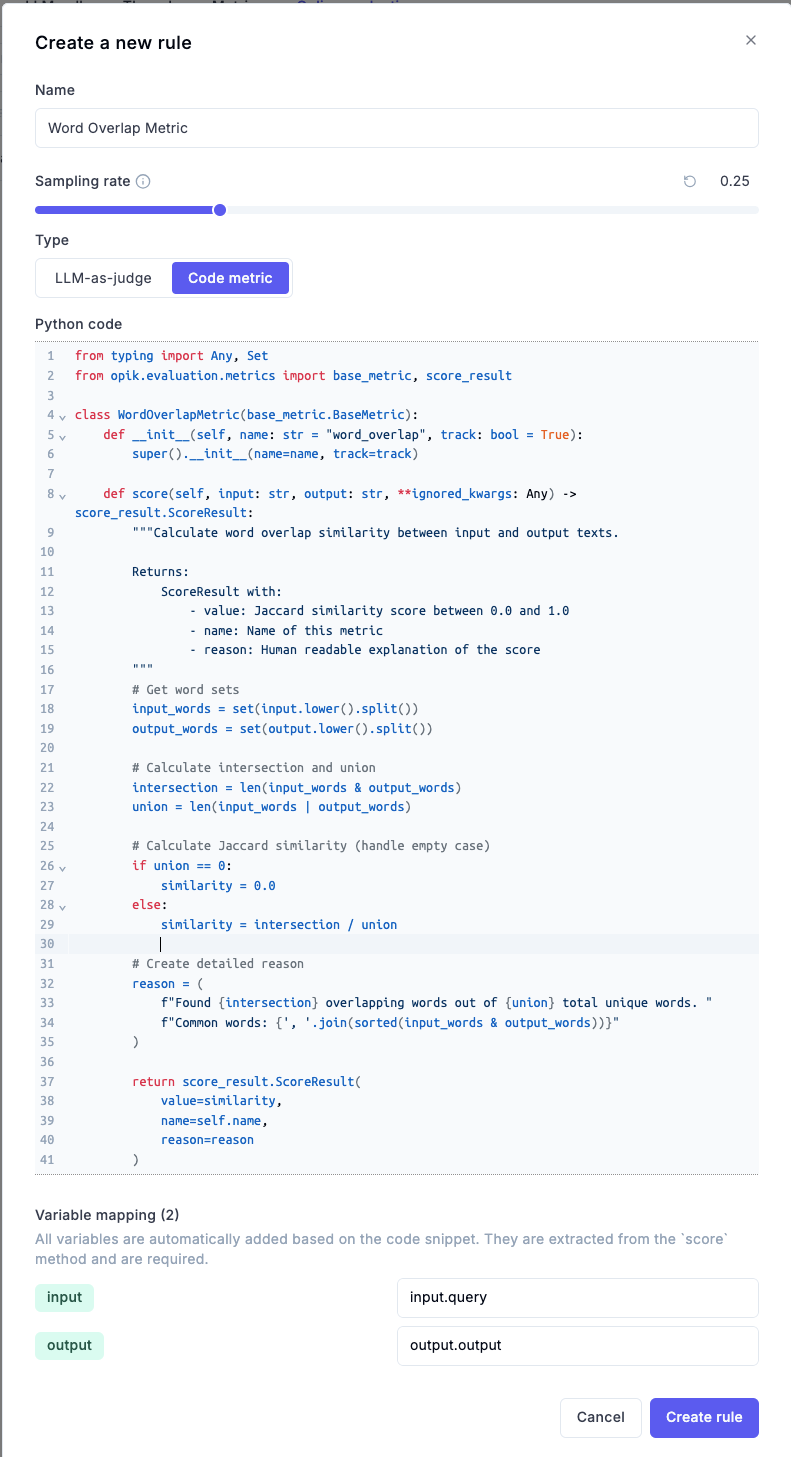 Create a new rule
Name
Word Overlap Metric
Sampling rate
0.25
Type
LLM-as-judge
Code metric
Python code
1 from typing import Any, Set
2 from opik.evaluation.metrics import base_metric, score_result
3
4 class WordOverlapMetric(base_metric.BaseMetric):
5     def __init__(self, name: str = "word_overlap", track: bool = True):
6         super().__init__(name=name, track=track)
7
8     def score(self, input: str, output: str, **ignored_kwargs: Any) ->
score_result.ScoreResult:
9         """Calculate word overlap similarity between input and output texts.
10
11         Returns:
12             ScoreResult with:
13                 - value: Jaccard similarity score between 0.0 and 1.0
14                 - name: Name of this metric
15                 - reason: Human readable explanation of the score
16         """
17         # Get word sets
18         input_words = set(input.lower().split())
19         output_words = set(output.lower().split())
20
21         # Calculate intersection and union
22         intersection = len(input_words & output_words)
23         union = len(input_words | output_words)
24
25         # Calculate Jaccard similarity (handle empty case)
26         if union == 0:
27             similarity = 0.0
28         else:
29             similarity = intersection / union
30
31         # Create detailed reason
32         reason = (
33             f"Found {intersection} overlapping words out of {union} total unique words. "
34             f"Common words: {', '.join(sorted(input_words & output_words))}"
35         )
36
37         return score_result.ScoreResult(
38             value=similarity,
39             name=self.name,
40             reason=reason
41         )
Variable mapping (2)
All variables are automatically added based on the code snippet. They are extracted from the `score`
method and are required.
input
input.query
output
output.output
Cancel
Create rule